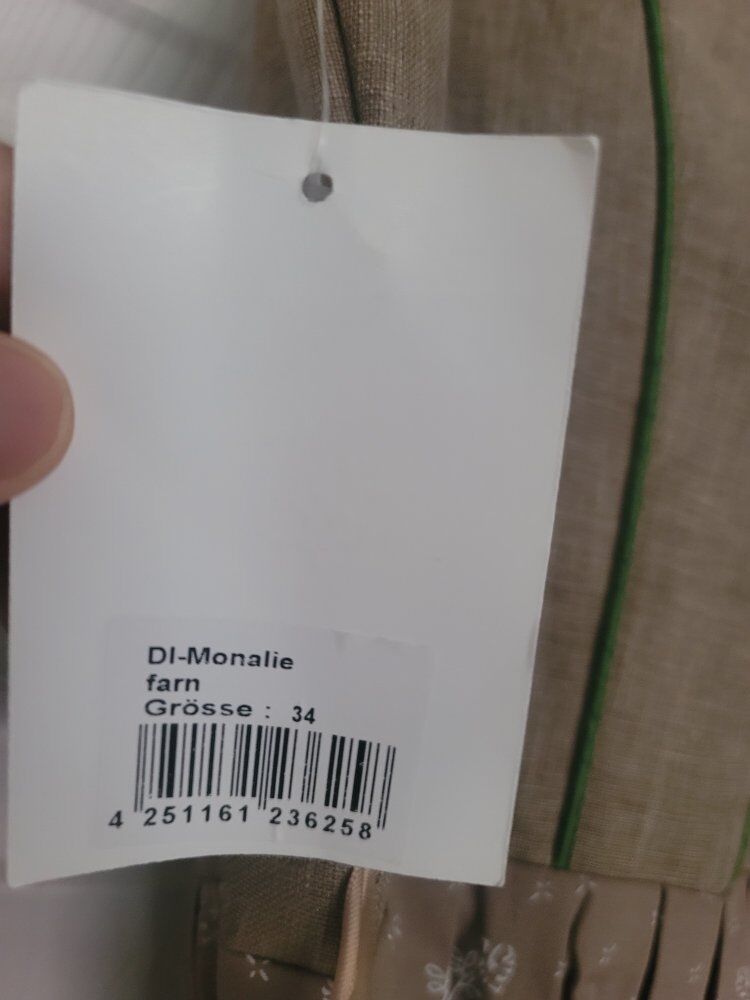 DI-Monalie
farn
Grösse : 34
4 251161 236258